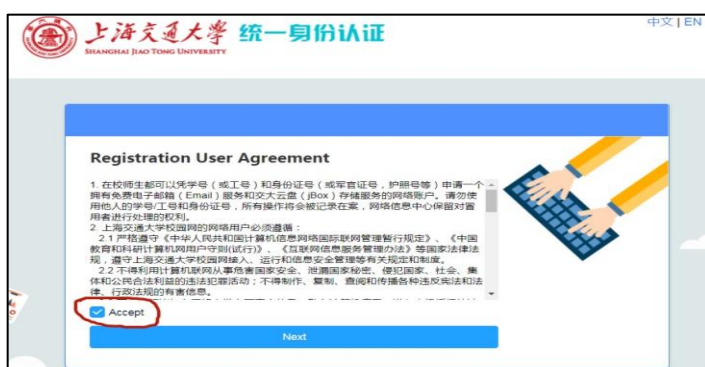 中文 | EN
上海交通大学 统一身份认证
SHANGHAI JIAO TONG UNIVERSITY
Registration User Agreement
1. 在校师生都可以凭学号（或工号）和身份证号（或军官证号，护照号等）申请一个
拥有免费电子邮箱（Email）服务和交大云盘（jBox）存储服务的网络账户。请勿使
用他人的学号/工号和身份证号，所有操作将会被记录在案，网络信息中心保留对冒
用者进行处理的权利。
2. 上海交通大学校园网的网络用户必须遵循：
2.1 严格遵守《中华人民共和国计算机信息网络国际联网管理暂行规定》、《中国
教育和科研计算机网用户守则(试行)》、《互联网信息服务管理办法》等国家法律法
规，遵守上海交通大学校园网接入、运行和信息安全管理等有关规定和制度。
2.2 不得利用计算机联网从事危害国家安全、泄漏国家秘密、侵犯国家、社会、集
体和公民合法利益的违法犯罪活动；不得制作、复制、查阅和传播各种违反宪法和法
律、行政法规的有害信息。
Accept
Next